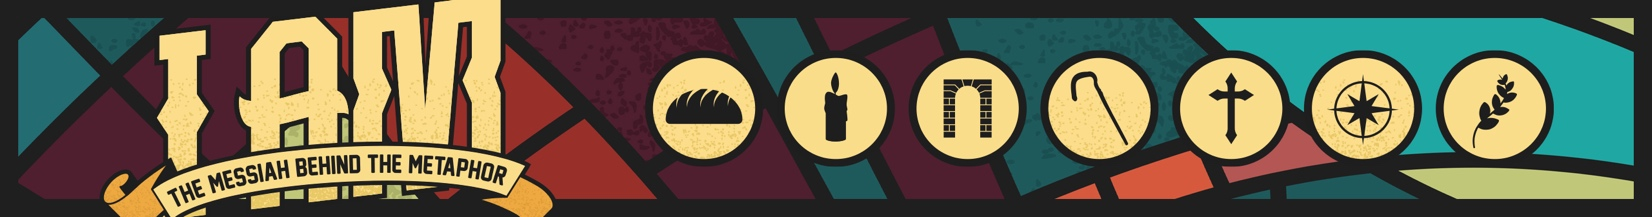 I AM
THE MESSIAH BEHIND THE METAPHOR